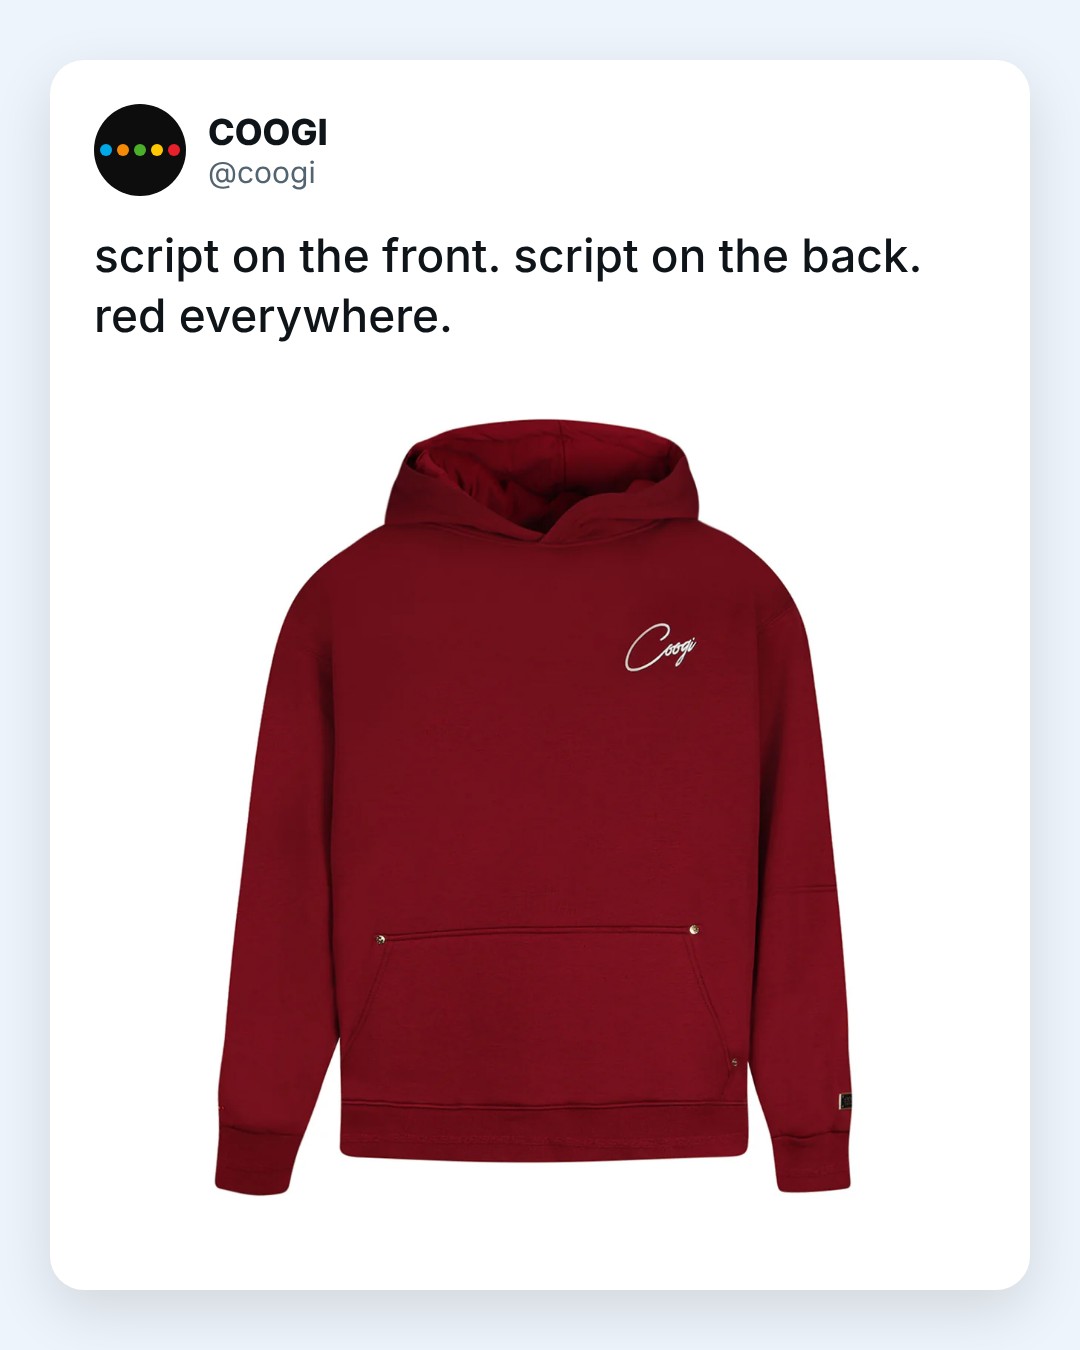 COOGI
@coogi
script on the front. script on the back.
red everywhere.
Coogi